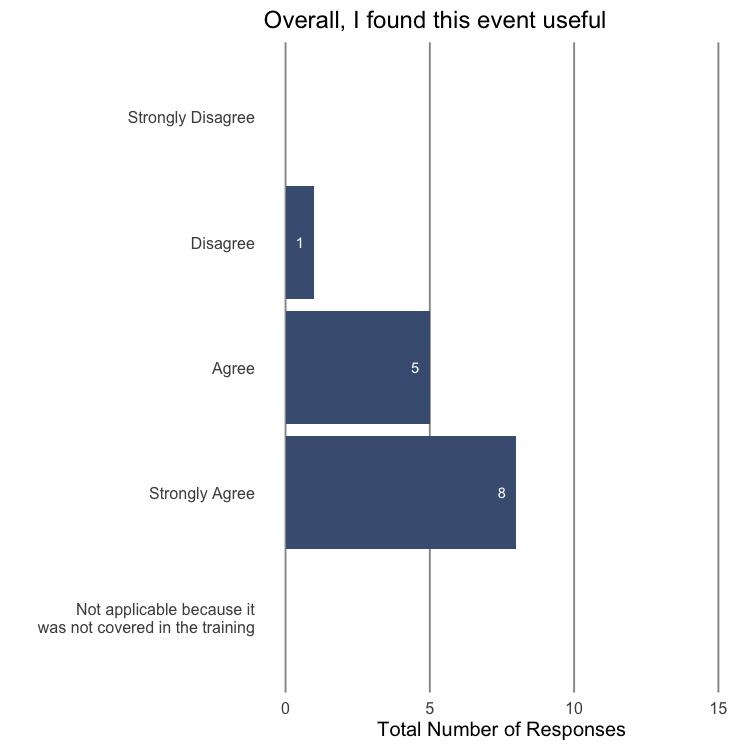 Overall, I found this event useful
Strongly Disagree
Disagree
1
Agree
5
Strongly Agree
8
Not applicable because it
was not covered in the training
0
5
10
15
Total Number of Responses